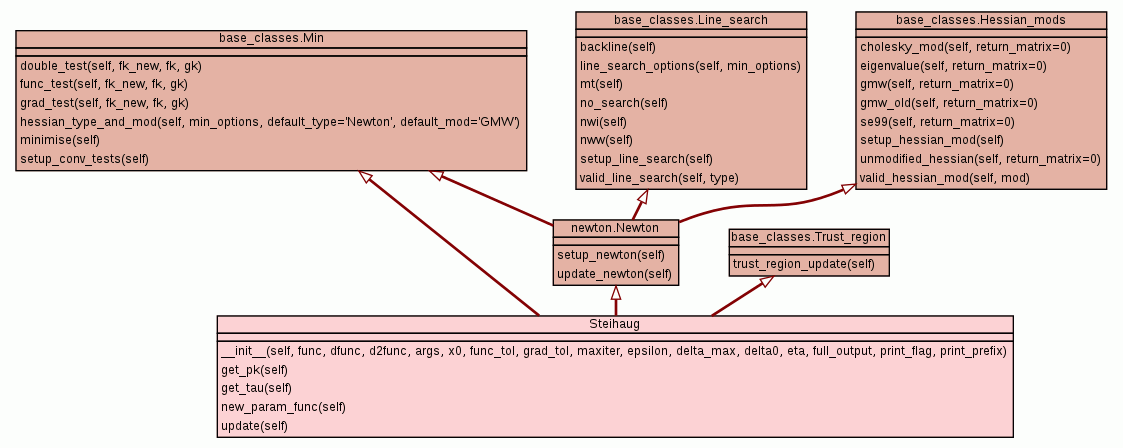 base_classes.Min
double_test(self, fk_new, fk, gk)
func_test(self, fk_new, fk, gk)
grad_test(self, fk_new, fk, gk)
hessian_type_and_mod(self, min_options, default_type='Newton', default_mod='GMW')
minimise(self)
setup_conv_tests(self)
base_classes.Line_search
backline(self)
line_search_options(self, min_options)
mt(self)
no_search(self)
nwi(self)
nww(self)
setup_line_search(self)
valid_line_search(self, type)
base_classes.Hessian_mods
cholesky_mod(self, return_matrix=0)
eigenvalue(self, return_matrix=0)
gmw(self, return_matrix=0)
gmw_old(self, return_matrix=0)
se99(self, return_matrix=0)
setup_hessian_mod(self)
unmodified_hessian(self, return_matrix=0)
valid_hessian_mod(self, mod)
newton.Newton
setup_newton(self)
update_newton(self)
base_classes.Trust_region
trust_region_update(self)
Steihaug
__init__(self, func, dfunc, d2func, args, x0, func_tol, grad_tol, maxiter, epsilon, delta_max, delta0, eta, full_output, print_flag, print_prefix)
get_pk(self)
get_tau(self)
new_param_func(self)
update(self)